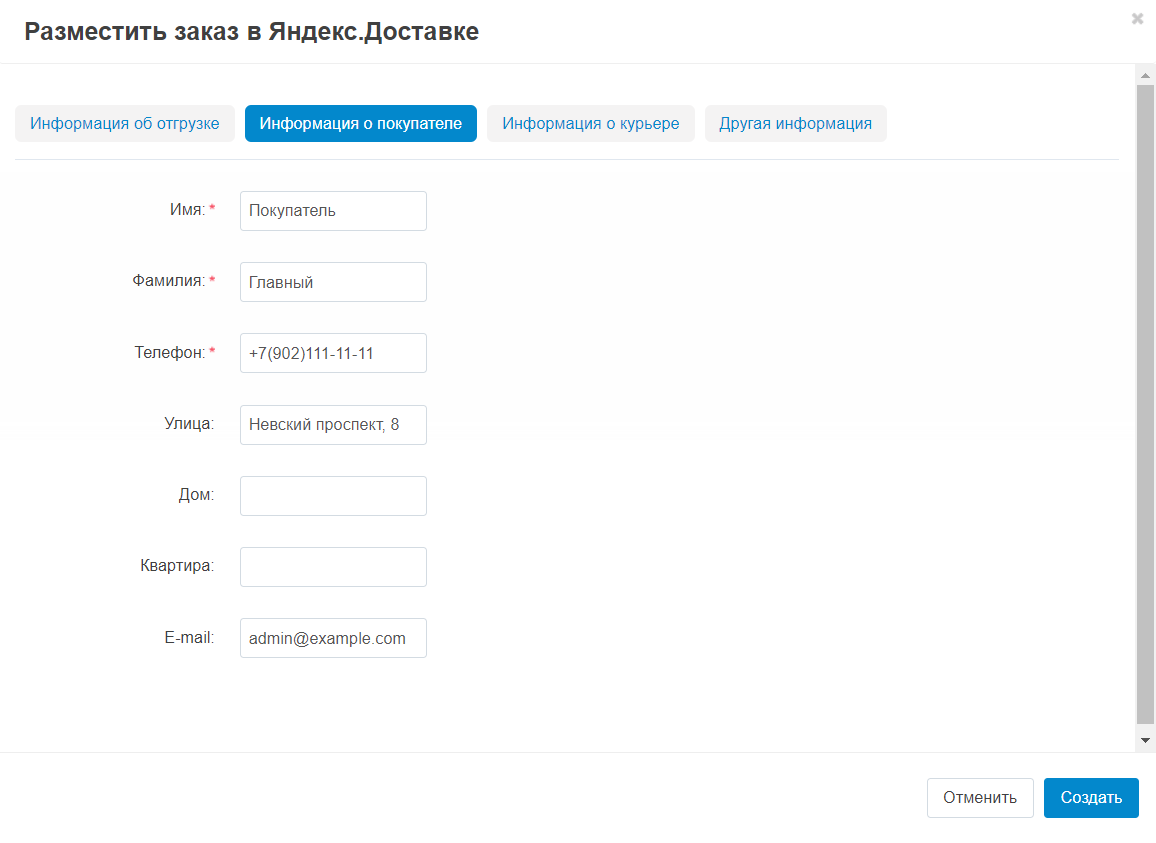 Разместить заказ в Яндекс.Доставке
Информация об отгрузке Информация о покупателе Информация о курьере Другая информация
Имя: * Покупатель
Фамилия: * Главный
Телефон: * +7(902)111-11-11
Улица: Невский проспект, 8
Дом:
Квартира:
E-mail: admin@example.com
Отменить Создать